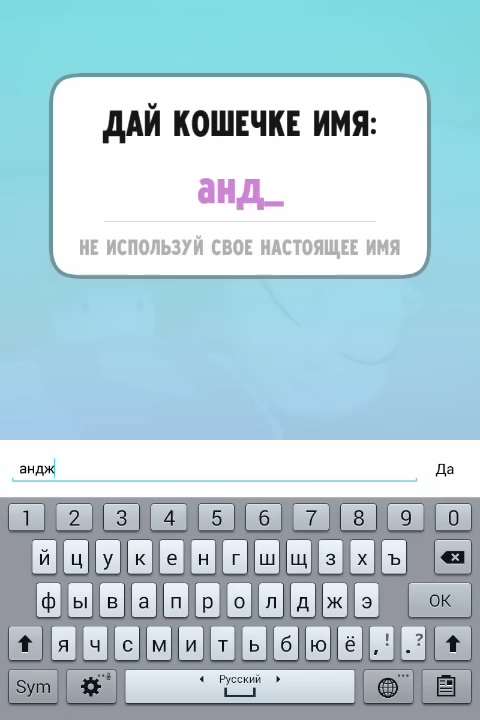 ДАЙ КОШЕЧКЕ ИМЯ:
анд_
НЕ ИСПОЛЬЗУЙ СВОЕ НАСТОЯЩЕЕ ИМЯ
андж Да
1 2 3 4 5 6 7 8 9 0
й ц у к е н г ш щ з х ъ
ф ы в а п р о л д ж э ОК
я ч с м и т ь б ю ё , ! . ?
Sym Русский